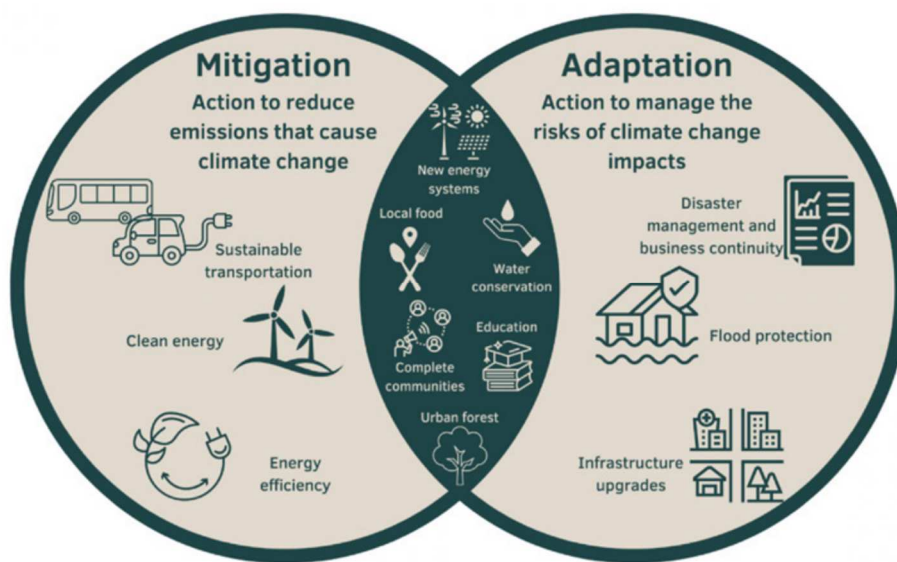 Mitigation
Action to reduce
emissions that cause
climate change
Sustainable
transportation
Clean energy
Energy
efficiency
New energy
systems
Local food
Water
conservation
Education
Complete
communities
Urban forest
Adaptation
Action to manage the
risks of climate change
impacts
Disaster
management and
business continuity
Flood protection
Infrastructure
upgrades